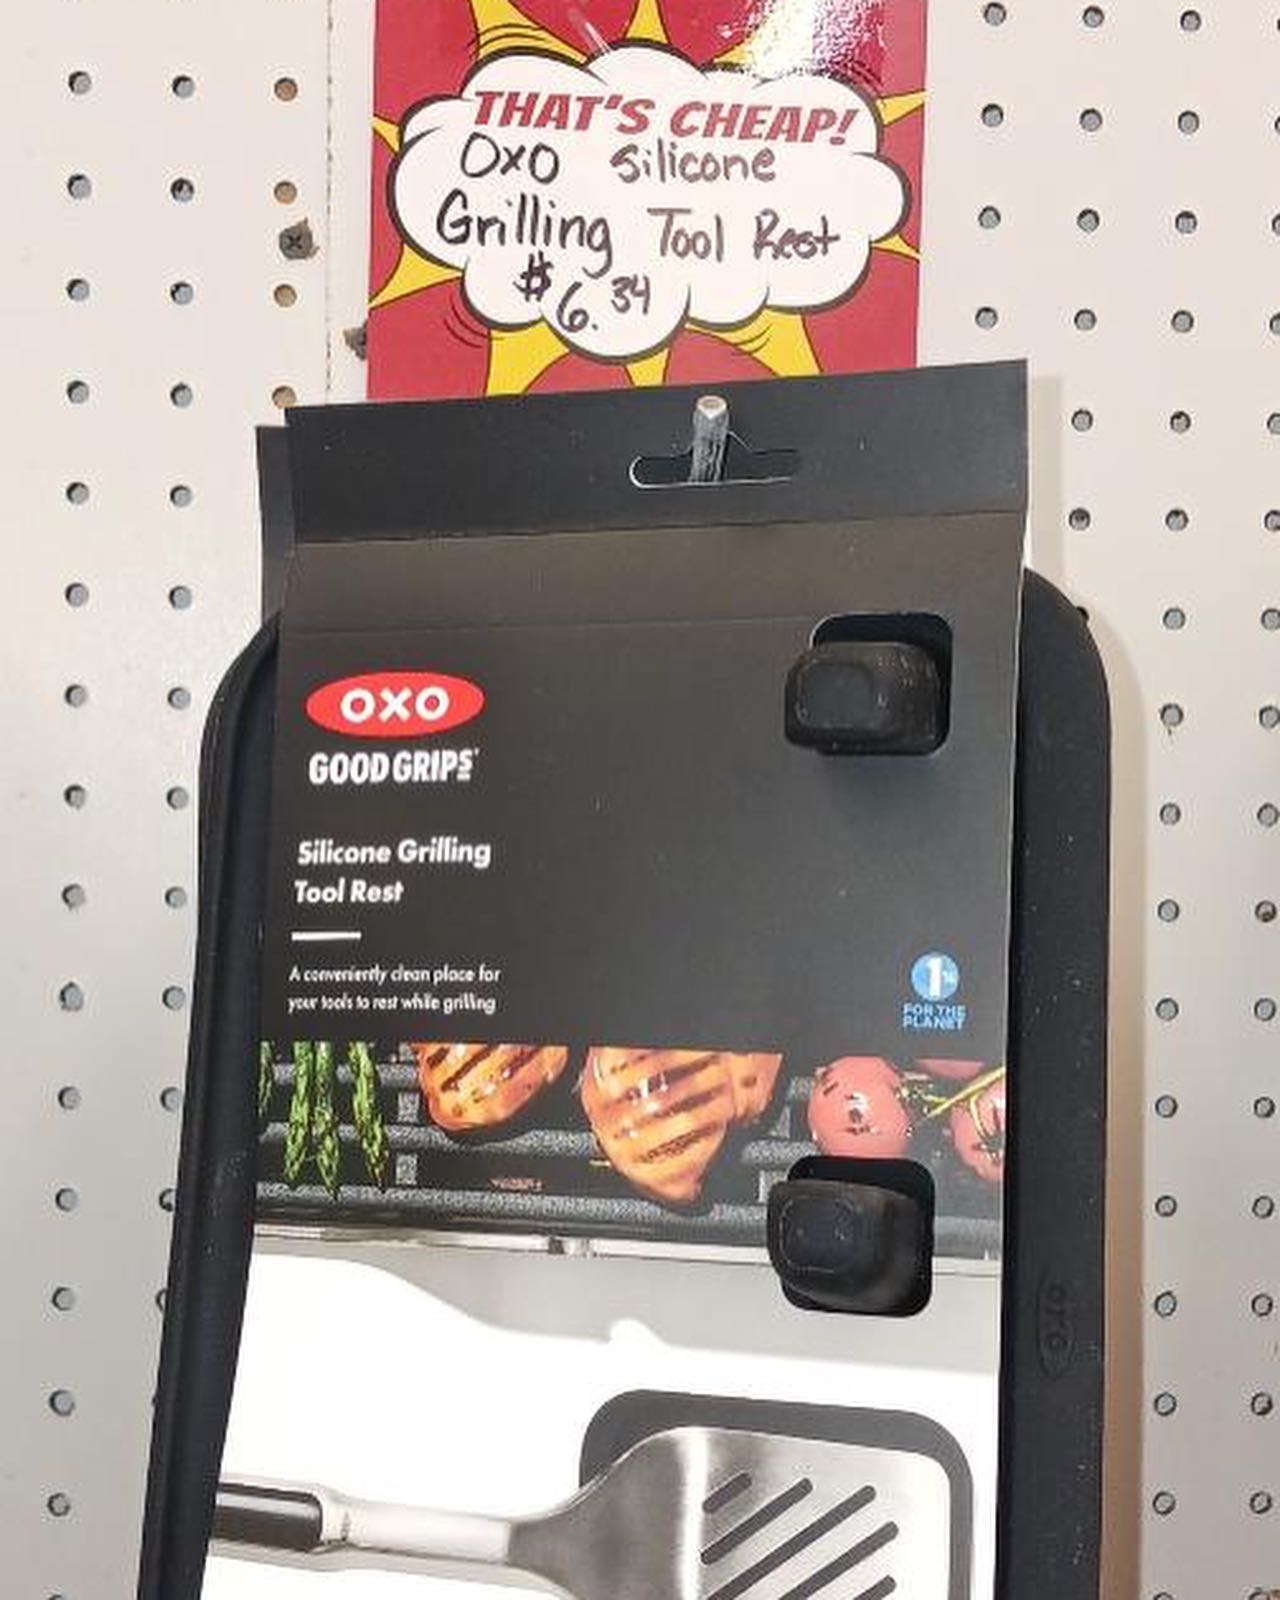 THAT'S CHEAP!
Oxo Silicone
Grilling Tool Rest
$6.34
OXO
GOOD GRIPS
Silicone Grilling
Tool Rest
A conveniently clean place for
your tools to rest while grilling
1%
FOR THE
PLANET
OXO